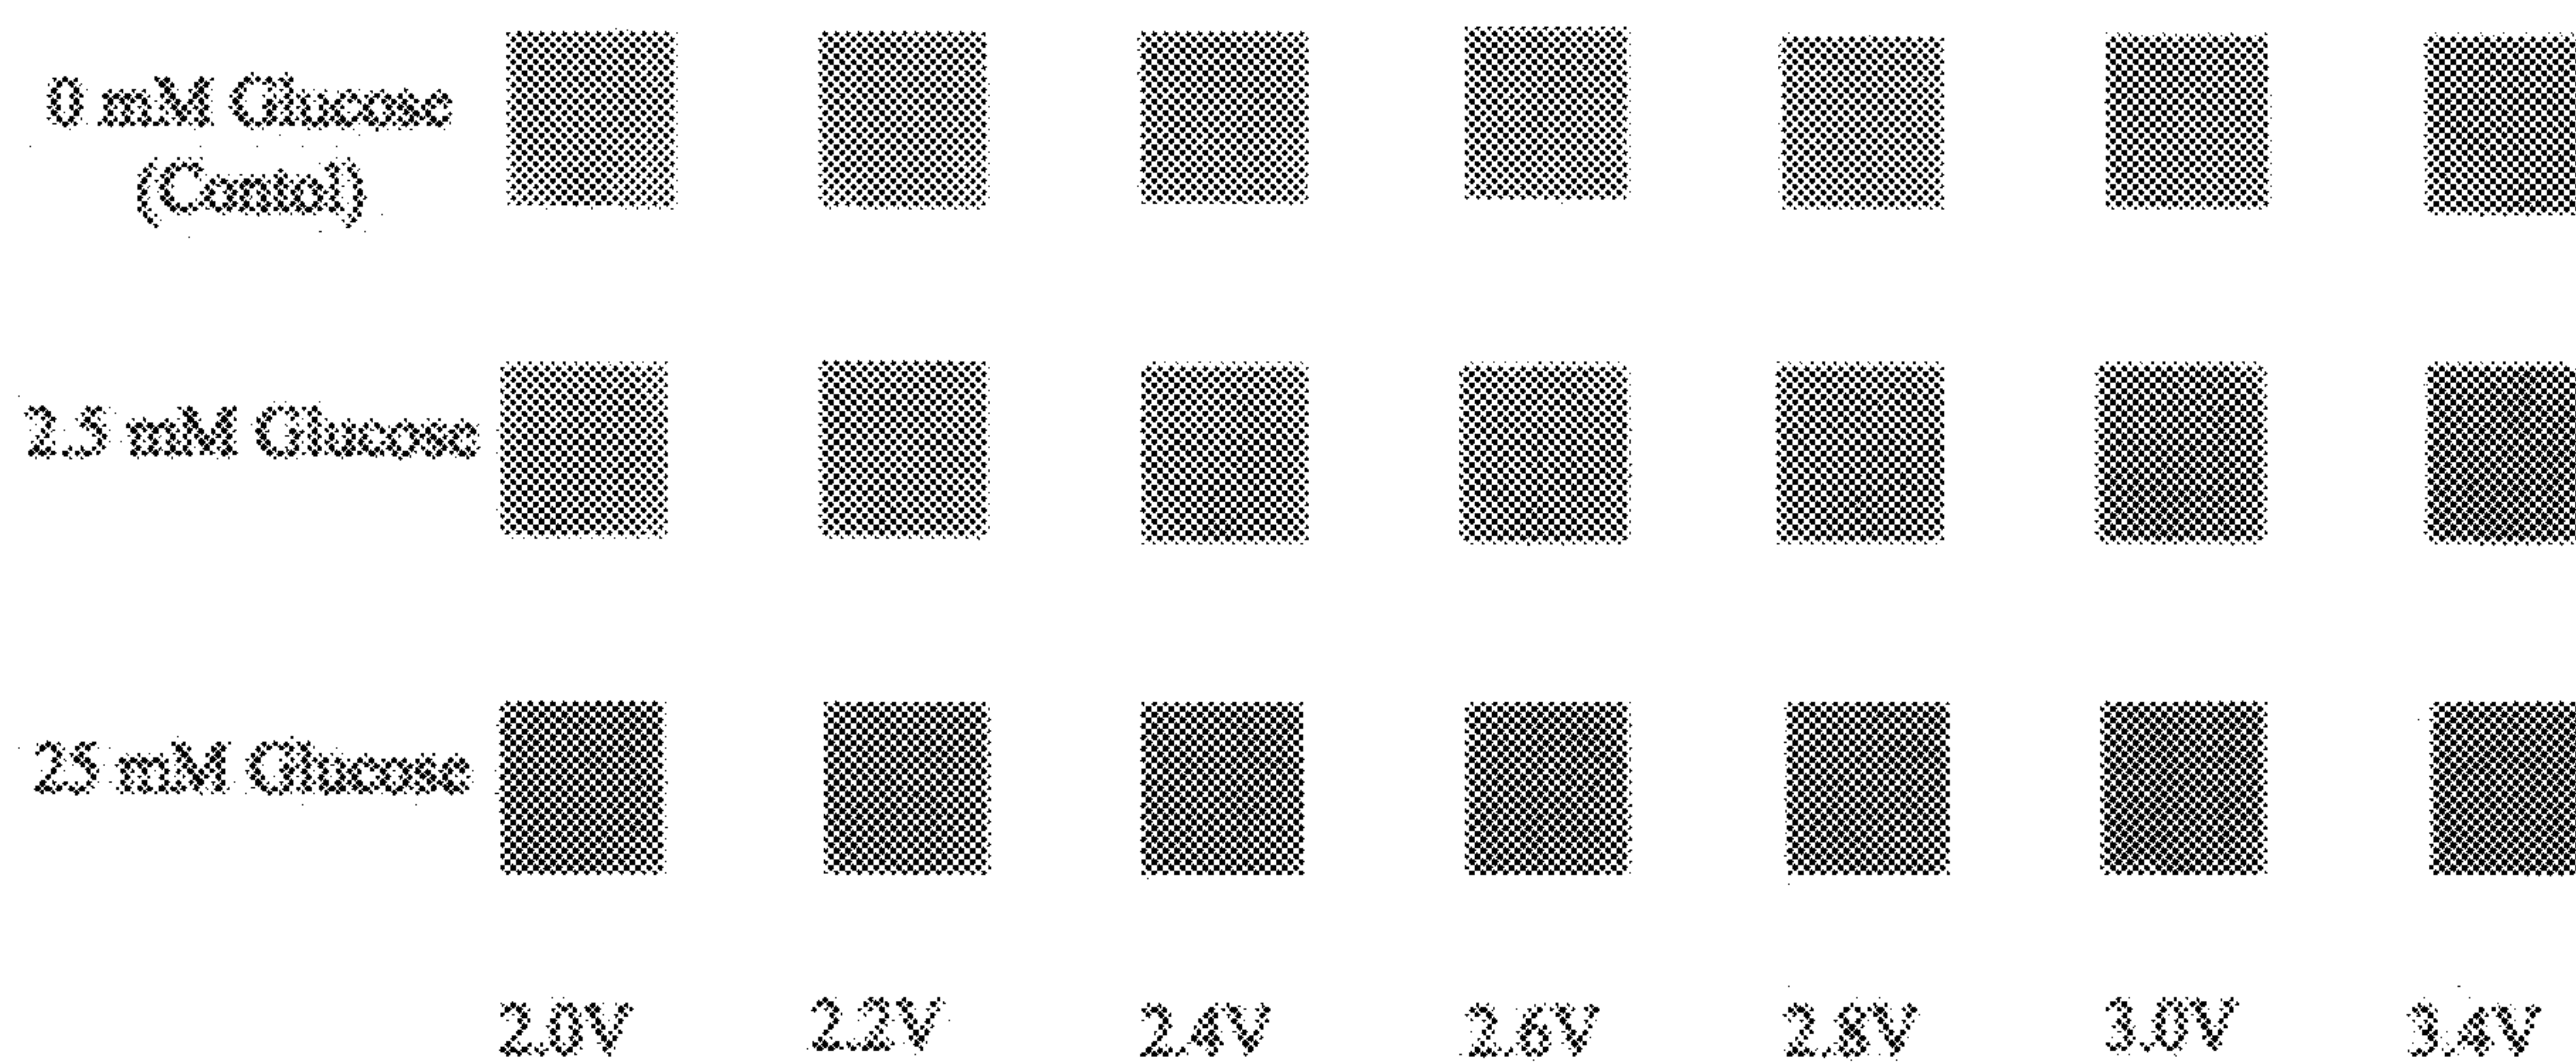 0 mM Glucose
(Contol)
2.5 mM Glucose
25 mM Glucose
2.0V 2.2V 2.4V 2.6V 2.8V 3.0V 3.4V